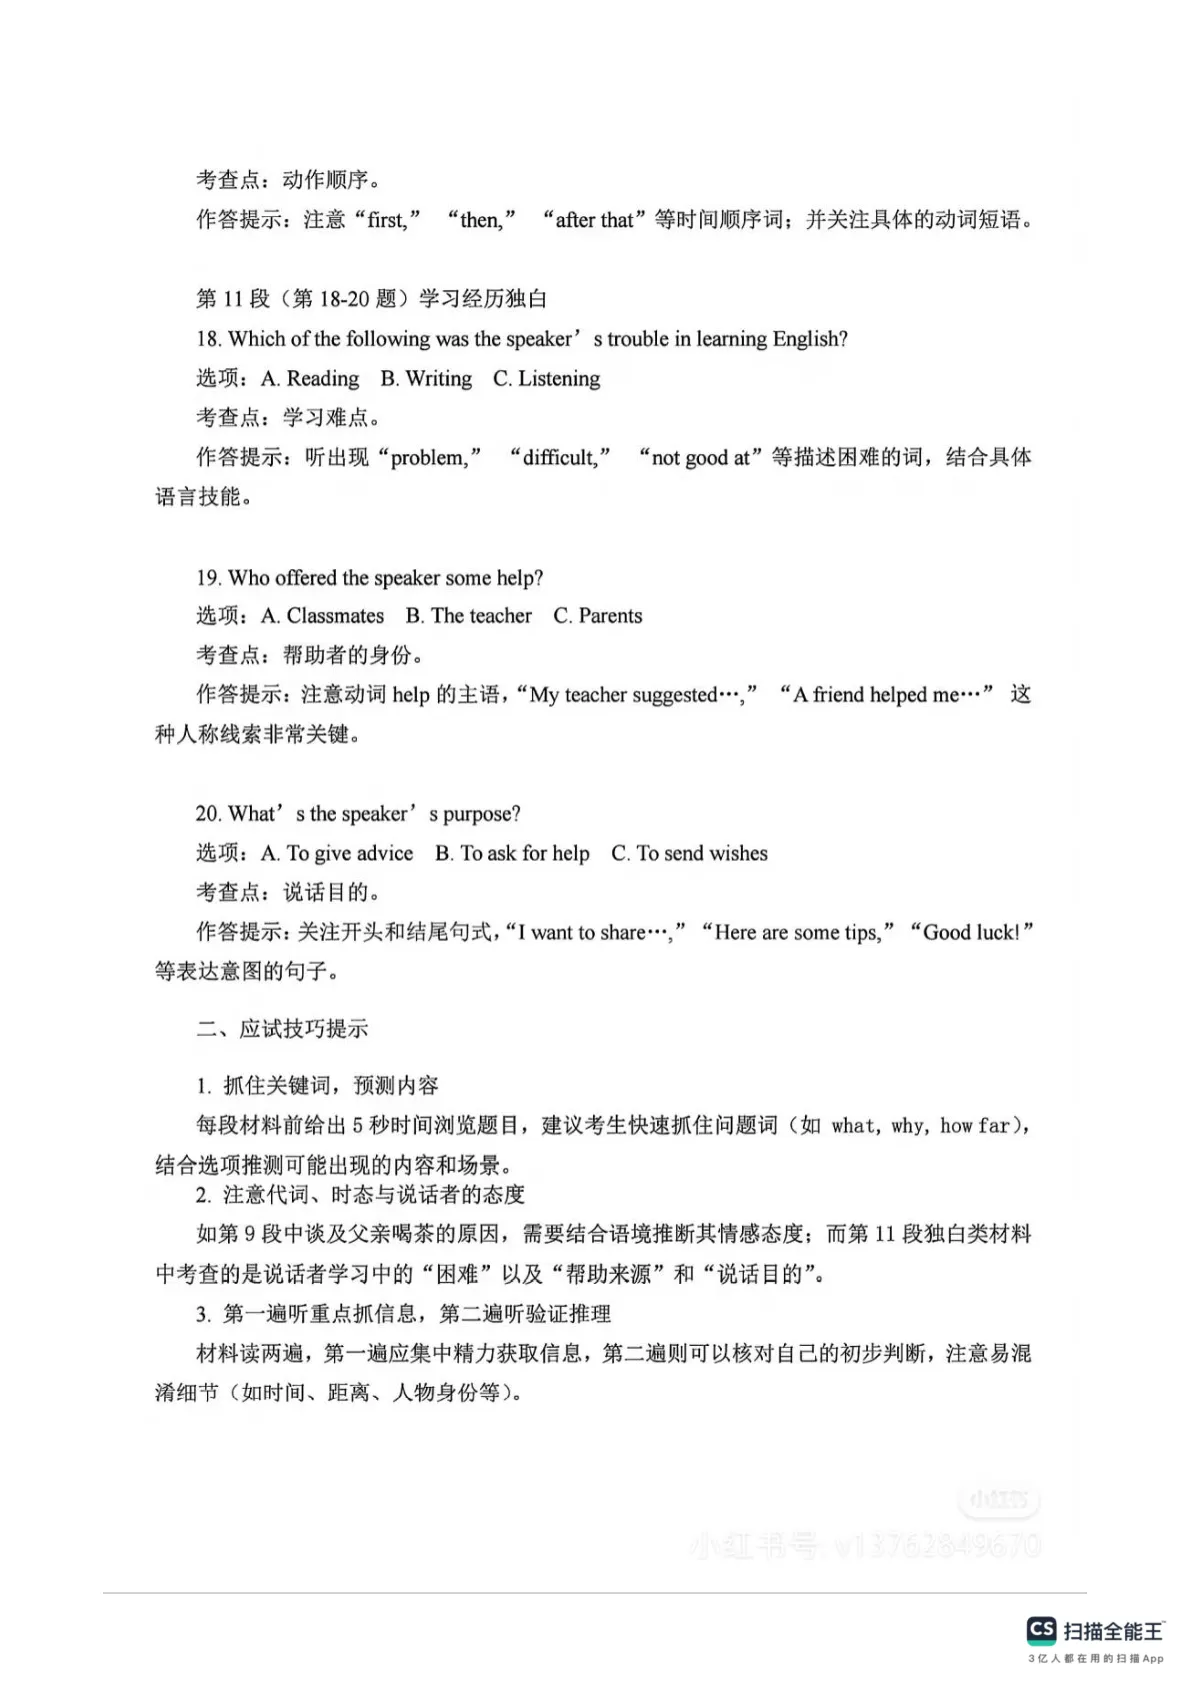 考查点：动作顺序。
作答提示：注意“first,” “then,” “after that”等时间顺序词；并关注具体的动词短语。
第 11 段（第 18-20 题）学习经历独白
18. Which of the following was the speaker’s trouble in learning English?
选项：A. Reading B. Writing C. Listening
考查点：学习难点。
作答提示：听出现“problem,” “difficult,” “not good at”等描述困难的词，结合具体
语言技能。
19. Who offered the speaker some help?
选项：A. Classmates B. The teacher C. Parents
考查点：帮助者的身份。
作答提示：注意动词 help 的主语，“My teacher suggested…,” “A friend helped me…” 这
种人称线索非常关键。
20. What’s the speaker’s purpose?
选项：A. To give advice B. To ask for help C. To send wishes
考查点：说话目的。
作答提示：关注开头和结尾句式，“I want to share…,” “Here are some tips,” “Good luck!”
等表达意图的句子。
二、应试技巧提示
1. 抓住关键词，预测内容
每段材料前给出 5 秒时间浏览题目，建议考生快速抓住问题词（如 what, why, how far），
结合选项推测可能出现的内容和场景。
2. 注意代词、时态与说话者的态度
如第 9 段中谈及父亲喝茶的原因，需要结合语境推断其情感态度；而第 11 段独白类材料
中考查的是说话者学习中的“困难”以及“帮助来源”和“说话目的”。
3. 第一遍听重点抓信息，第二遍听验证推理
材料读两遍，第一遍应集中精力获取信息，第二遍则可以核对自己的初步判断，注意易混
淆细节（如时间、距离、人物身份等）。
小红书
小红书号: v13762849670
CS 扫描全能王™
3亿人都在用的扫描App